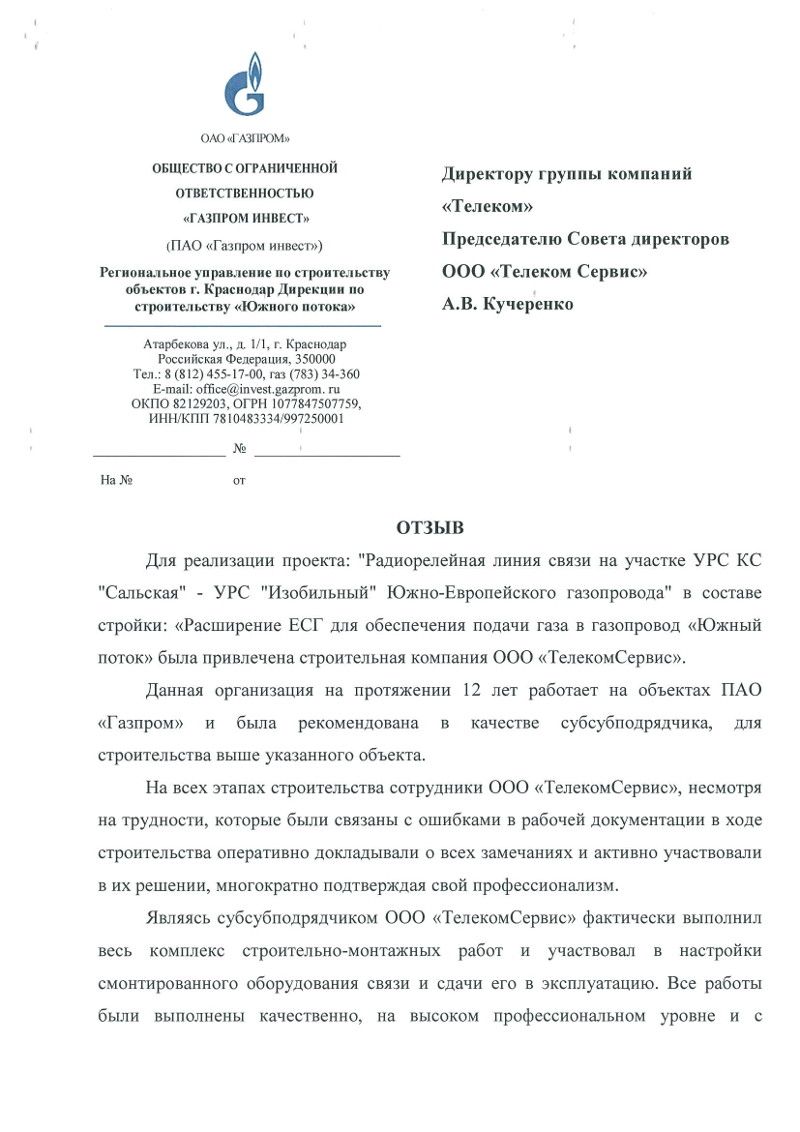 ОАО «ГАЗПРОМ»
ОБЩЕСТВО С ОГРАНИЧЕННОЙ
ОТВЕТСТВЕННОСТЬЮ
«ГАЗПРОМ ИНВЕСТ»
(ПАО «Газпром инвест»)
Региональное управление по строительству
объектов г. Краснодар Дирекции по
строительству «Южного потока»
Атарбекова ул., д. 1/1, г. Краснодар
Российская Федерация, 350000
Тел.: 8 (812) 455-17-00, газ (783) 34-360
E-mail: office@invest.gazprom. ru
ОКПО 82129203, ОГРН 1077847507759,
ИНН/КПП 7810483334/997250001
№
На № от
Директору группы компаний
«Телеком»
Председателю Совета директоров
ООО «Телеком Сервис»
А.В. Кучеренко
ОТЗЫВ
Для реализации проекта: "Радиорелейная линия связи на участке УРС КС
"Сальская" - УРС "Изобильный" Южно-Европейского газопровода" в составе
стройки: «Расширение ЕСГ для обеспечения подачи газа в газопровод «Южный
поток» была привлечена строительная компания ООО «ТелекомСервис».
Данная организация на протяжении 12 лет работает на объектах ПАО
«Газпром» и была рекомендована в качестве субсубподрядчика, для
строительства выше указанного объекта.
На всех этапах строительства сотрудники ООО «ТелекомСервис», несмотря
на трудности, которые были связаны с ошибками в рабочей документации в ходе
строительства оперативно докладывали о всех замечаниях и активно участвовали
в их решении, многократно подтверждая свой профессионализм.
Являясь субсубподрядчиком ООО «ТелекомСервис» фактически выполнил
весь комплекс строительно-монтажных работ и участвовал в настройки
смонтированного оборудования связи и сдачи его в эксплуатацию. Все работы
были выполнены качественно, на высоком профессиональном уровне и с